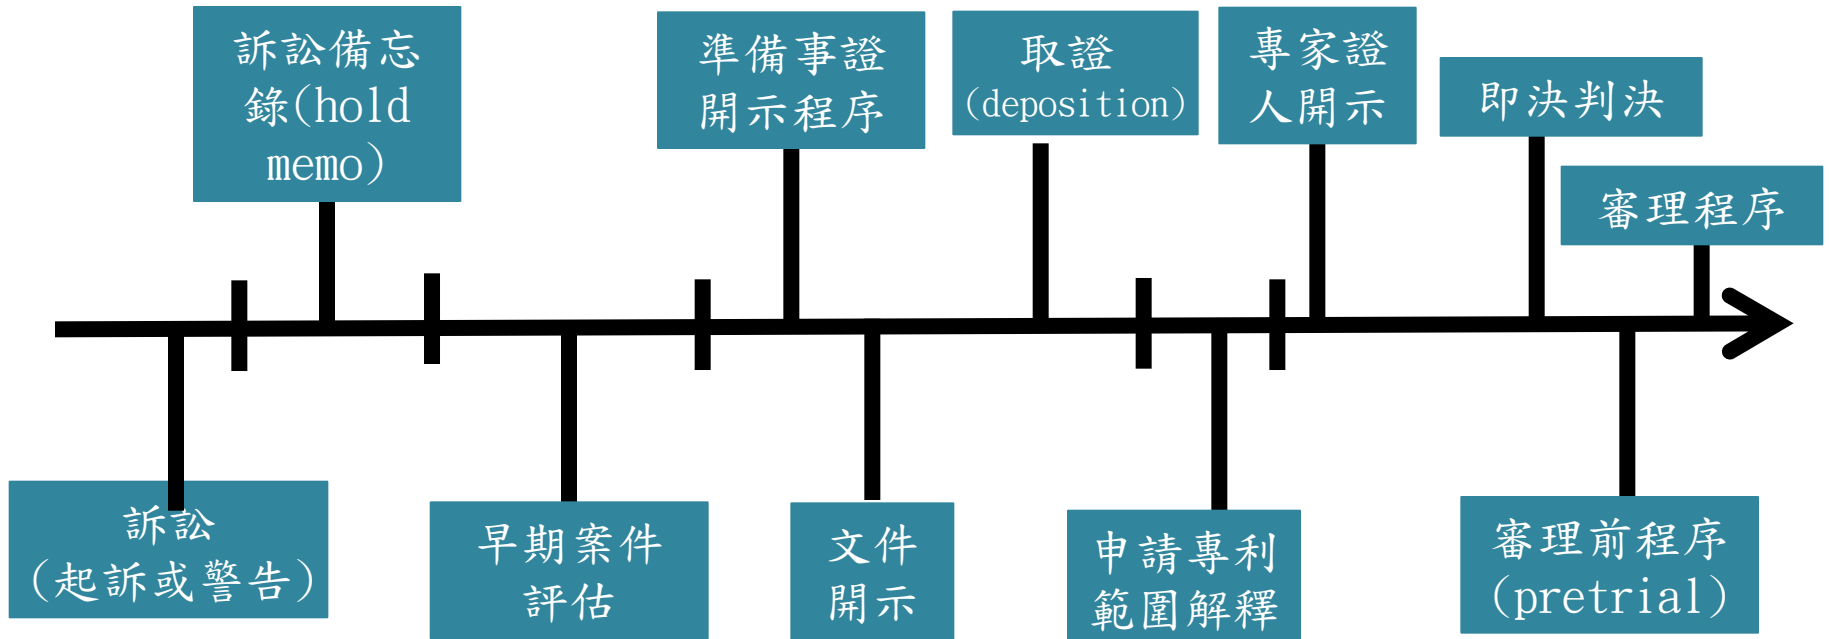 訴訟備忘
錄(hold
memo)
準備事證
開示程序
取證
(deposition)
專家證
人開示
即決判決
審理程序
訴訟
(起訴或警告)
早期案件
評估
文件
開示
申請專利
範圍解釋
審理前程序
(pretrial)